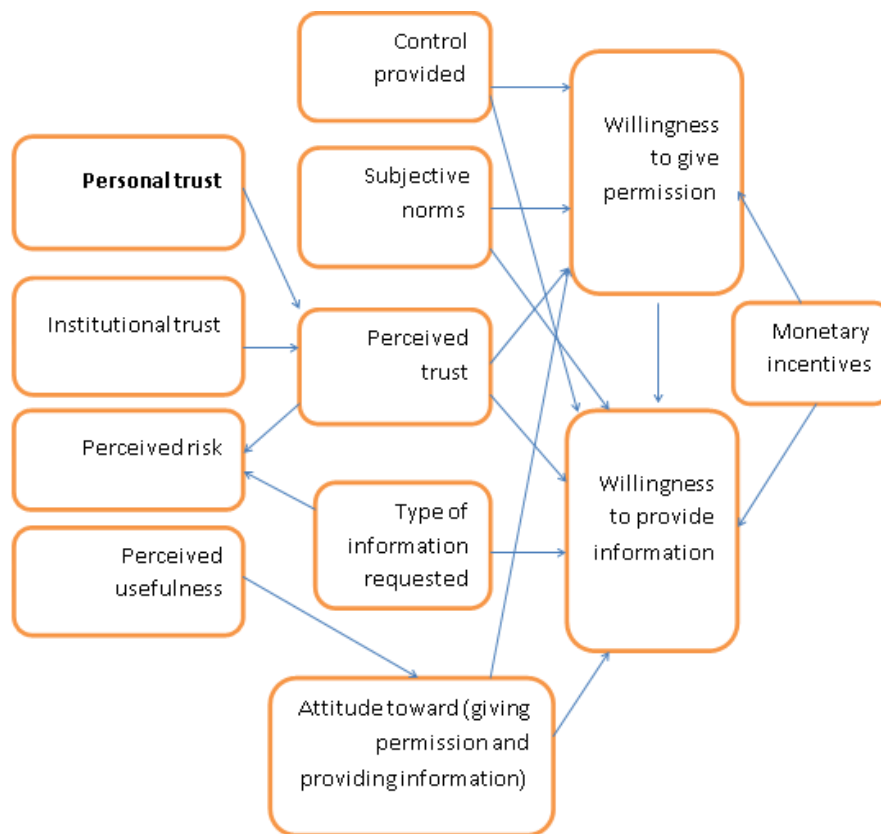 Control
provided
Willingness
to give
permission
Personal trust
Subjective
norms
Institutional trust
Perceived
trust
Monetary
incentives
Perceived risk
Type of
information
requested
Willingness
to provide
information
Perceived
usefulness
Attitude toward (giving
permission and
providing information)